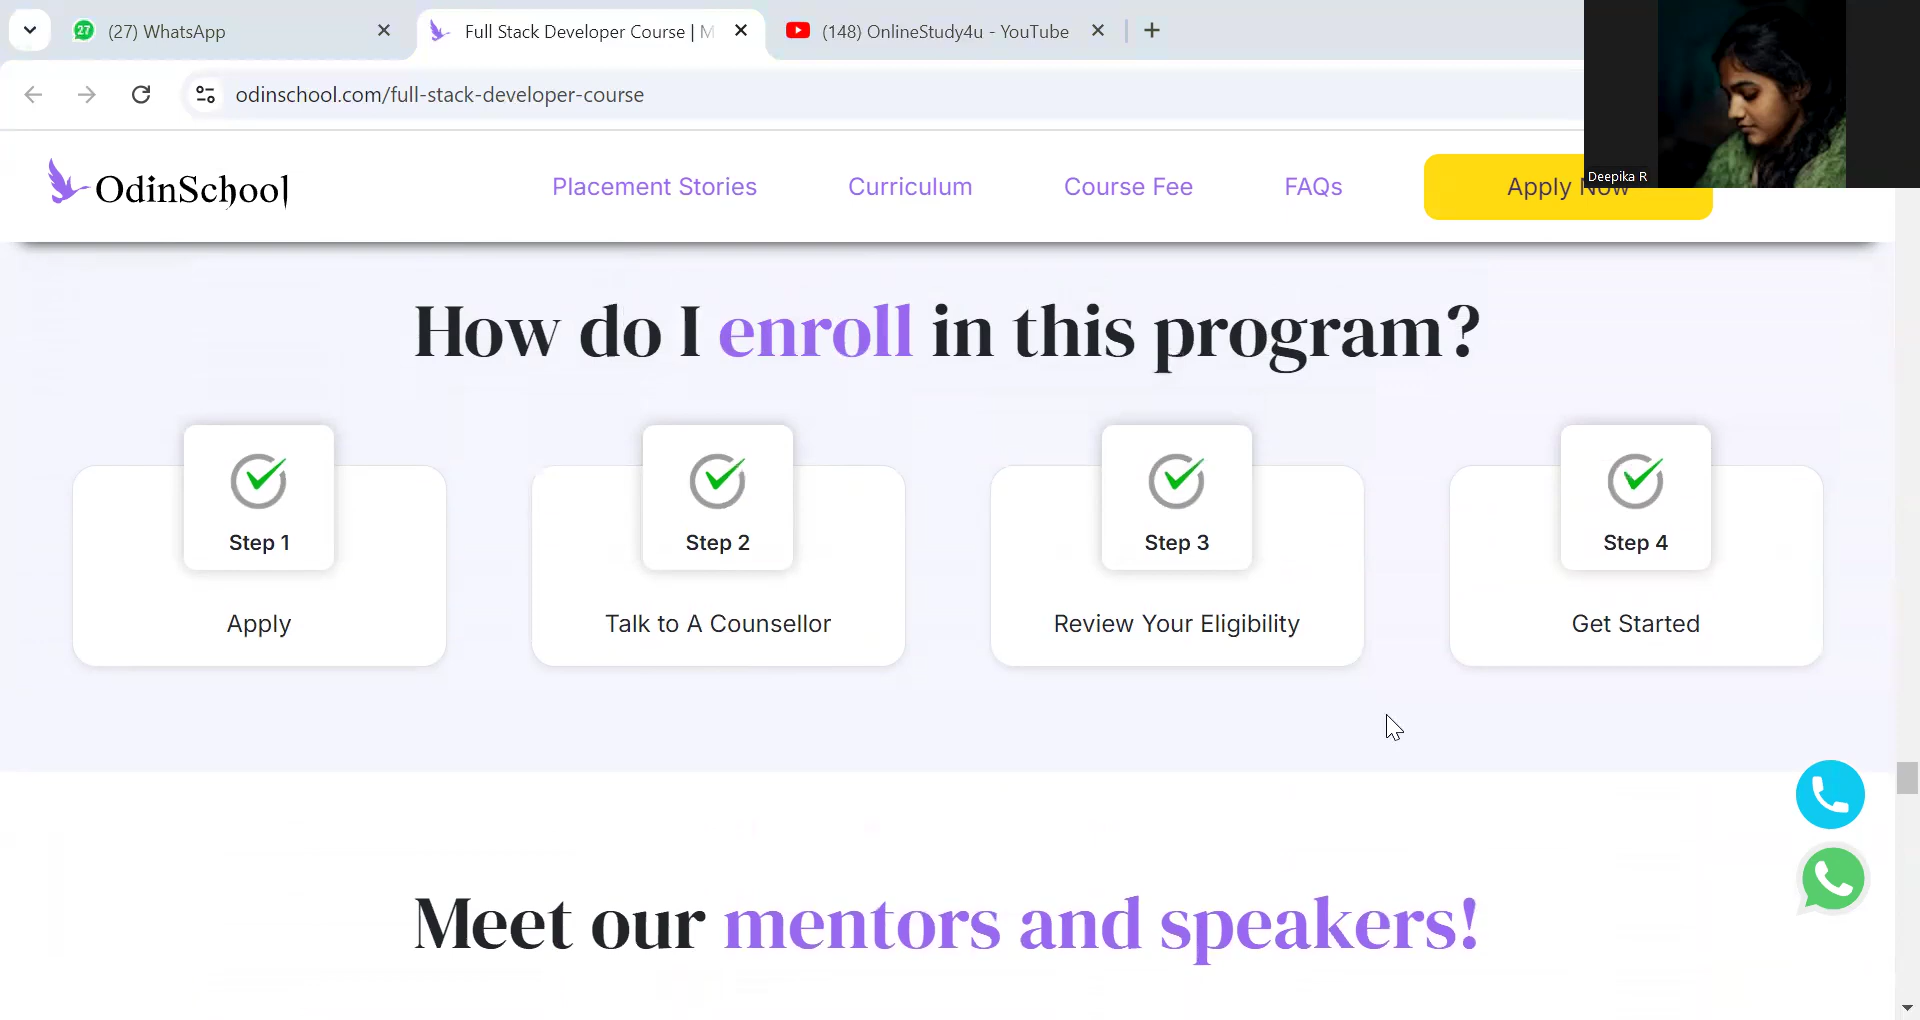 27
(27) WhatsApp
Full Stack Developer Course | M
(148) OnlineStudy4u - YouTube
odinschool.com/full-stack-developer-course
OdinSchool
Placement Stories
Curriculum
Course Fee
FAQs
Apply Now
Deepika R
How do I enroll in this program?
Step 1
Step 2
Step 3
Step 4
Apply
Talk to A Counsellor
Review Your Eligibility
Get Started
Meet our mentors and speakers!